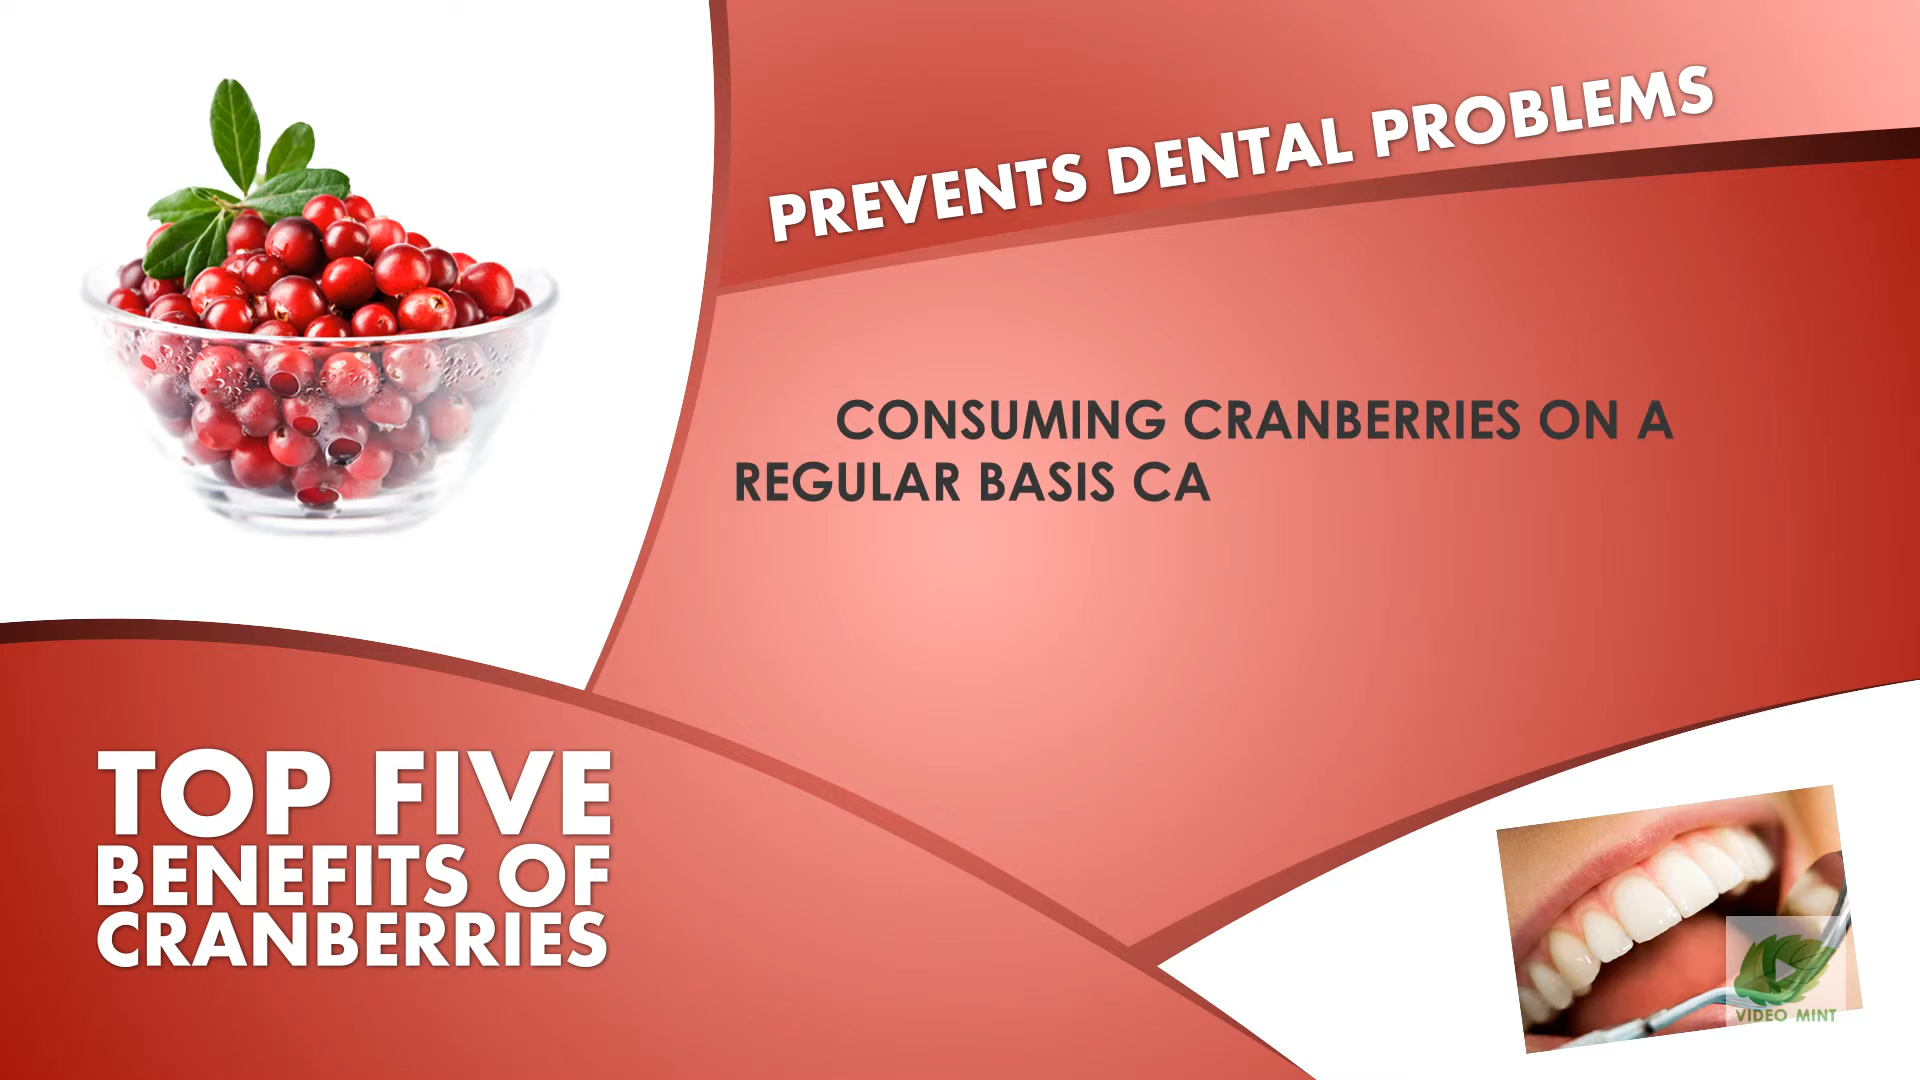 PREVENTS DENTAL PROBLEMS
CONSUMING CRANBERRIES ON A
REGULAR BASIS CA
TOP FIVE
BENEFITS OF
CRANBERRIES
VIDEO MINT